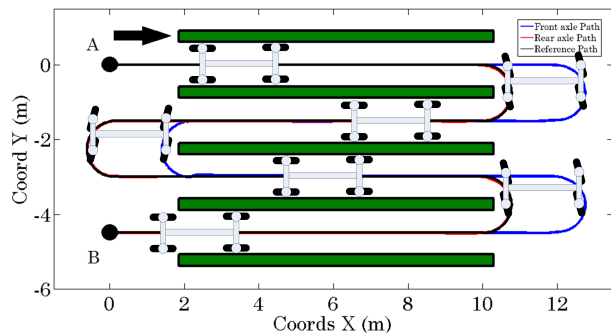 A
Front axle Path
Rear axle Path
Reference Path
0
-2
-4
-6
Coord Y (m)
B
0
2
4
6
8
10
12
Coords X (m)